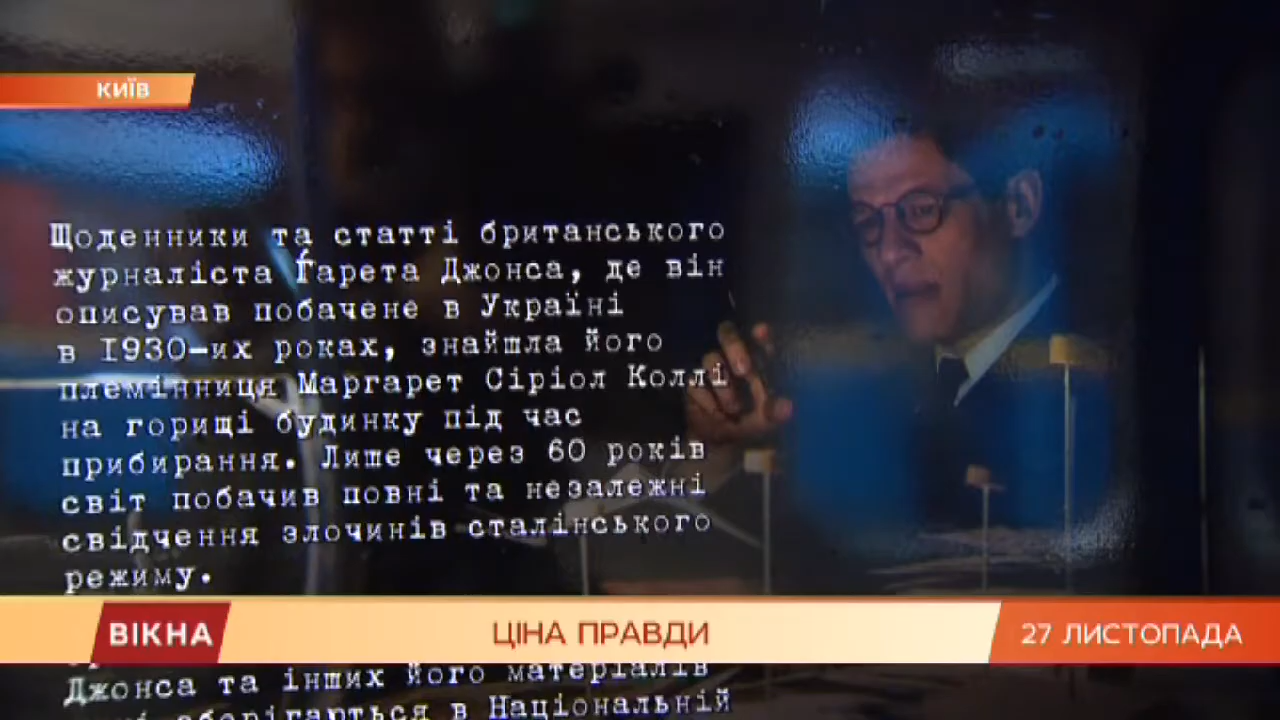 КИЇВ
Щоденники та статті британського
журналіста Ґарета Джонса, де він
описував побачене в Україні
в 1930-их роках, знайшла його
племінниця Маргарет Сіріол Коллі
на горищі будинку під час
прибирання. Лише через 60 років
світ побачив повні та незалежні
свідчення злочинів сталінського
режиму.
ВІКНА
ЦІНА ПРАВДИ
27 ЛИСТОПАДА
Джонса та інших його матеріалів
зберігається в Національній